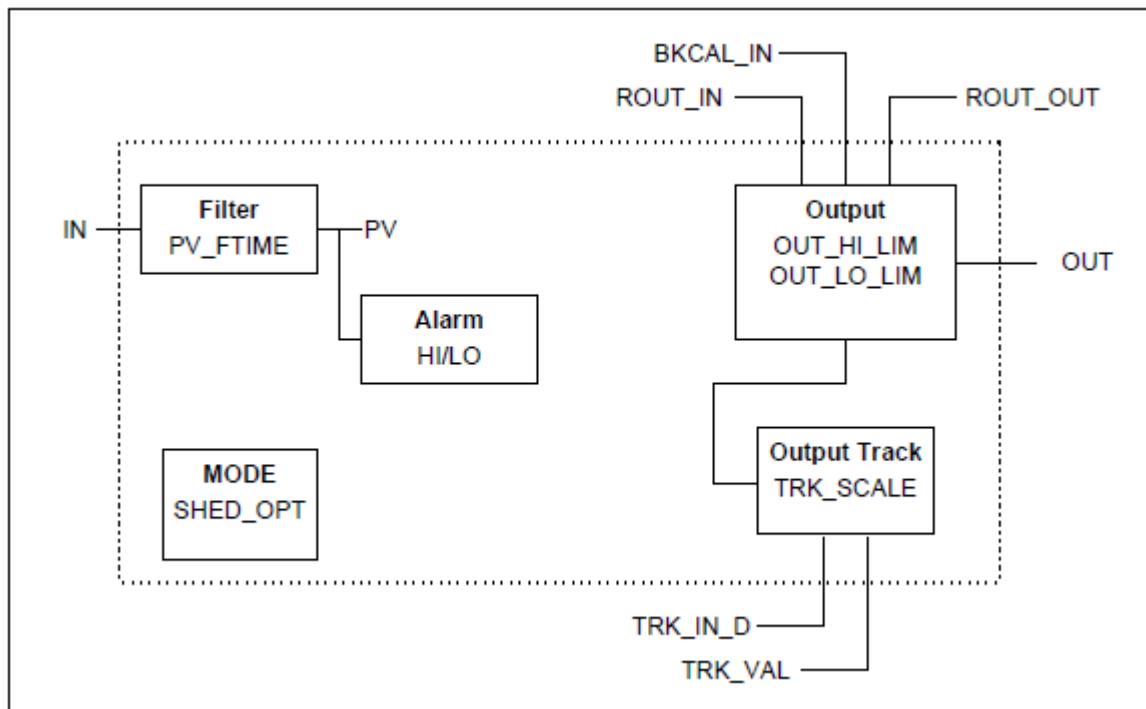 BKCAL_IN
ROUT_IN
ROUT_OUT
IN
Filter
PV_FTIME
PV
Output
OUT_HI_LIM
OUT_LO_LIM
OUT
Alarm
HI/LO
MODE
SHED_OPT
Output Track
TRK_SCALE
TRK_IN_D
TRK_VAL